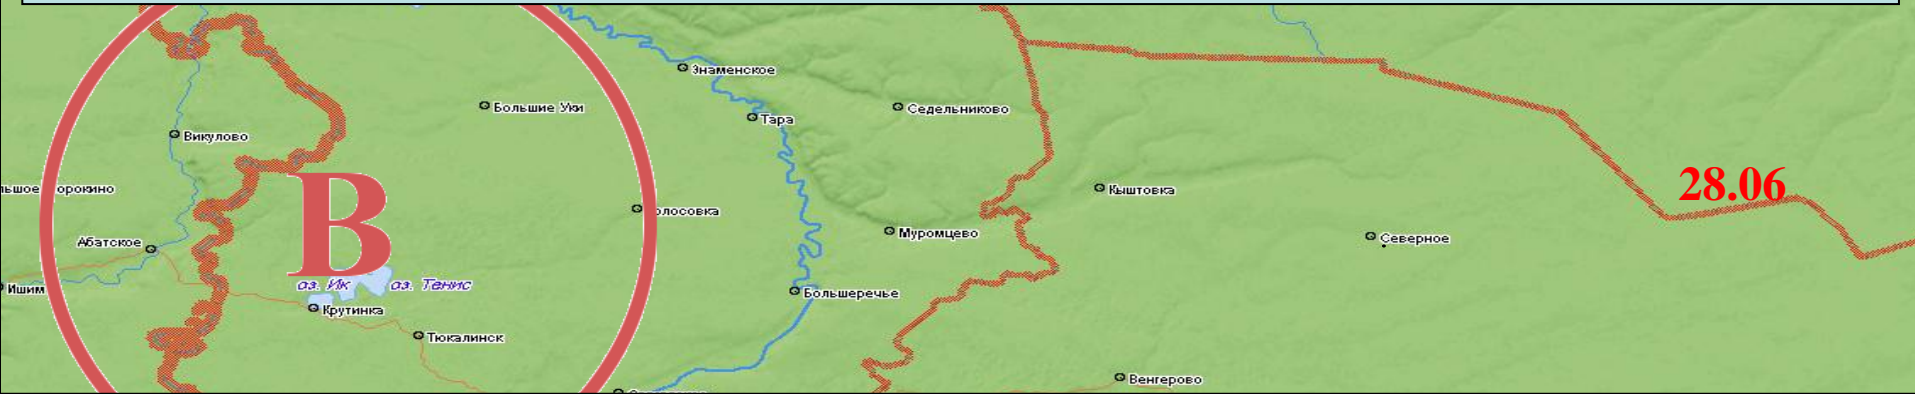 Знаменское
Большие Уки
Седельниково
Тара
Викулово
28.06
орокино
Кыштовка
В
олосовка
Муромцево
Абатское
Северное
оз. Ик оз. Тенис
Ишим
Большеречье
Крутинка
Тюкалинск
Венгерово